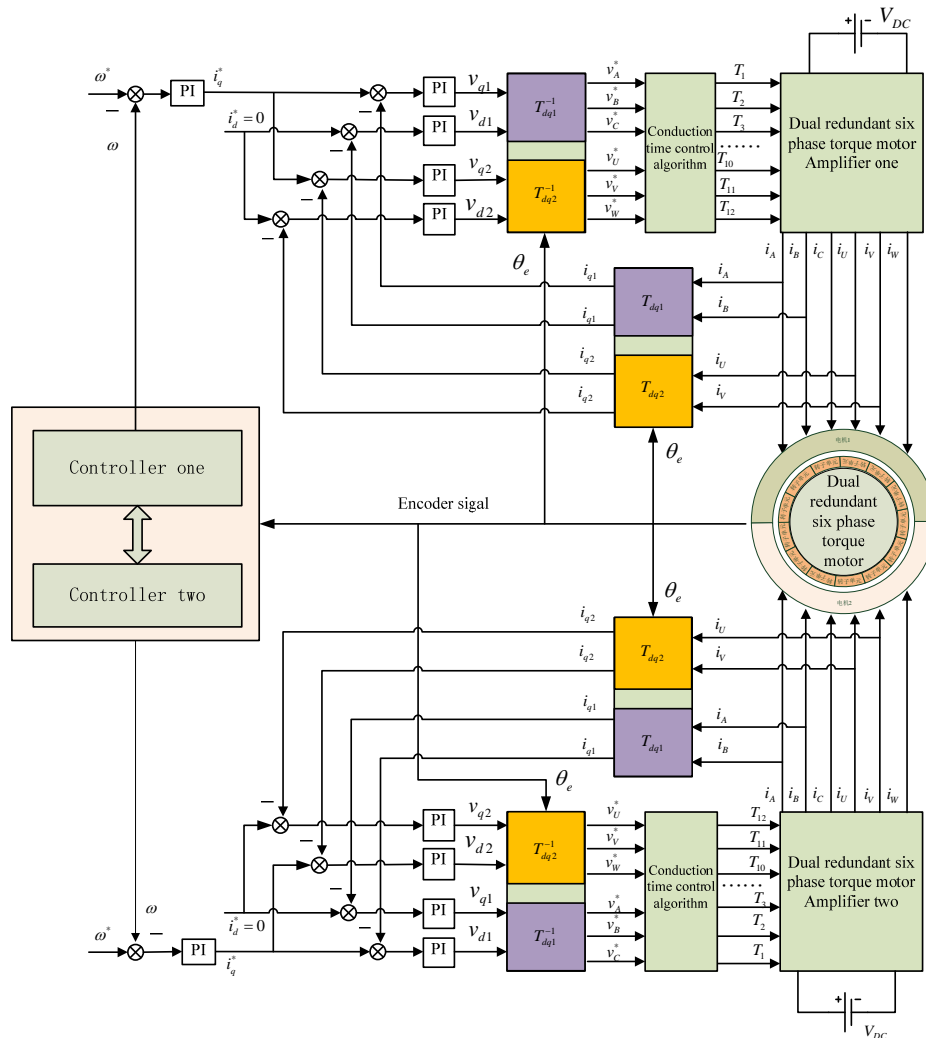 V_DC
ω* i_q* PI
−
ω
i_d* = 0
− − − −
PI v_q1
PI v_d1
PI v_q2
PI v_d2
T_dq1^-1
T_dq2^-1
v_A*
v_B*
v_C*
v_U*
v_V*
v_W*
Conduction
time control
algorithm
T_1
T_2
T_3
······
T_10
T_11
T_12
Dual redundant six
phase torque motor
Amplifier one
i_A i_B i_C i_U i_V i_W
θ_e
i_q1
i_q1
i_q2
i_q2
T_dq1
T_dq2
i_A
i_B
i_U
i_V
θ_e
Controller one
Controller two
Encoder sigal
电机1
Dual
redundant
six phase
torque
motor
电机2
θ_e
i_q2
i_q2
i_q1
i_q1
T_dq2
T_dq1
i_U
i_V
i_A
i_B
i_A i_B i_C i_U i_V i_W
θ_e
− − − −
PI v_q2
PI v_d2
PI v_q1
PI v_d1
T_dq2^-1
T_dq1^-1
v_U*
v_V*
v_W*
v_A*
v_B*
v_C*
Conduction
time control
algorithm
T_12
T_11
T_10
······
T_3
T_2
T_1
Dual redundant six
phase torque motor
Amplifier two
ω
i_d* = 0
ω* − PI i_q*
V_DC